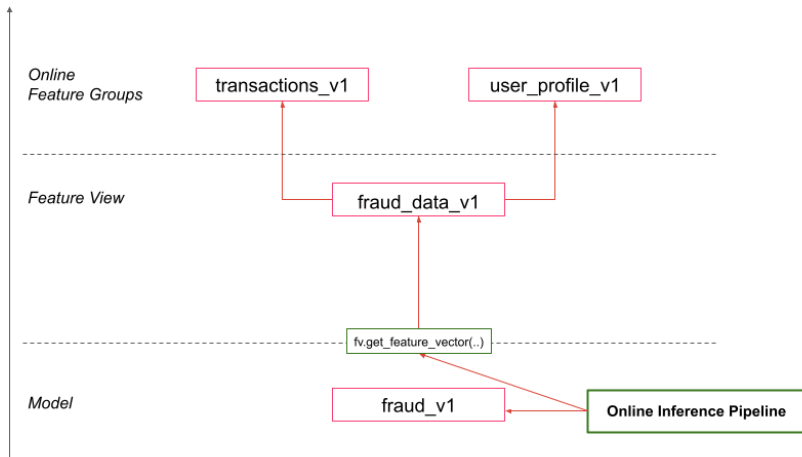 Online
Feature Groups
transactions_v1
user_profile_v1
Feature View
fraud_data_v1
fv.get_feature_vector(..)
Model
fraud_v1
Online Inference Pipeline